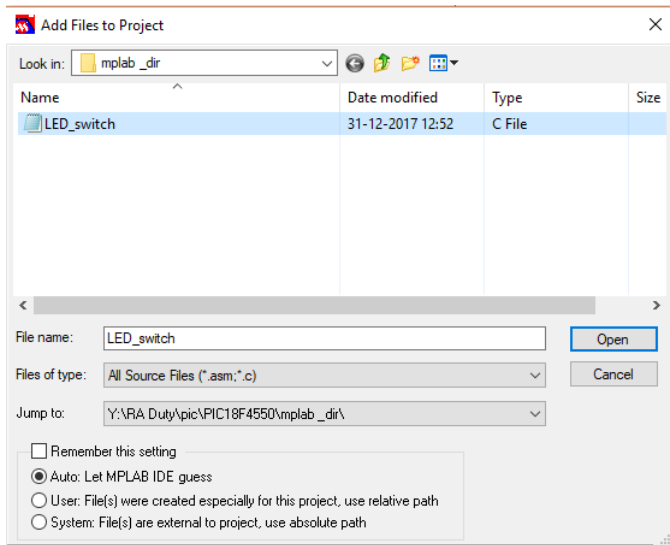 Add Files to Project
Look in: mplab _dir
Name Date modified Type Size
LED_switch 31-12-2017 12:52 C File
File name: LED_switch Open
Files of type: All Source Files (*.asm;*.c) Cancel
Jump to: Y:\RA Duty\pic\PIC18F4550\mplab _dir\
Remember this setting
Auto: Let MPLAB IDE guess
User: File(s) were created especially for this project, use relative path
System: File(s) are external to project, use absolute path